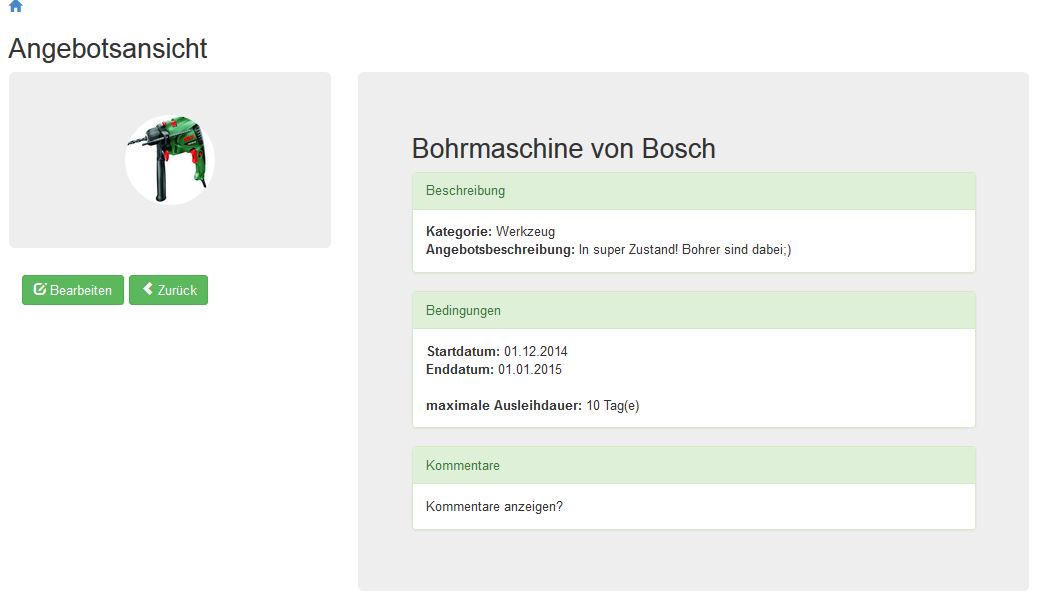 Angebotsansicht
Bearbeiten
Zurück
Bohrmaschine von Bosch
Beschreibung
Kategorie: Werkzeug
Angebotsbeschreibung: In super Zustand! Bohrer sind dabei;)
Bedingungen
Startdatum: 01.12.2014
Enddatum: 01.01.2015
maximale Ausleihdauer: 10 Tag(e)
Kommentare
Kommentare anzeigen?